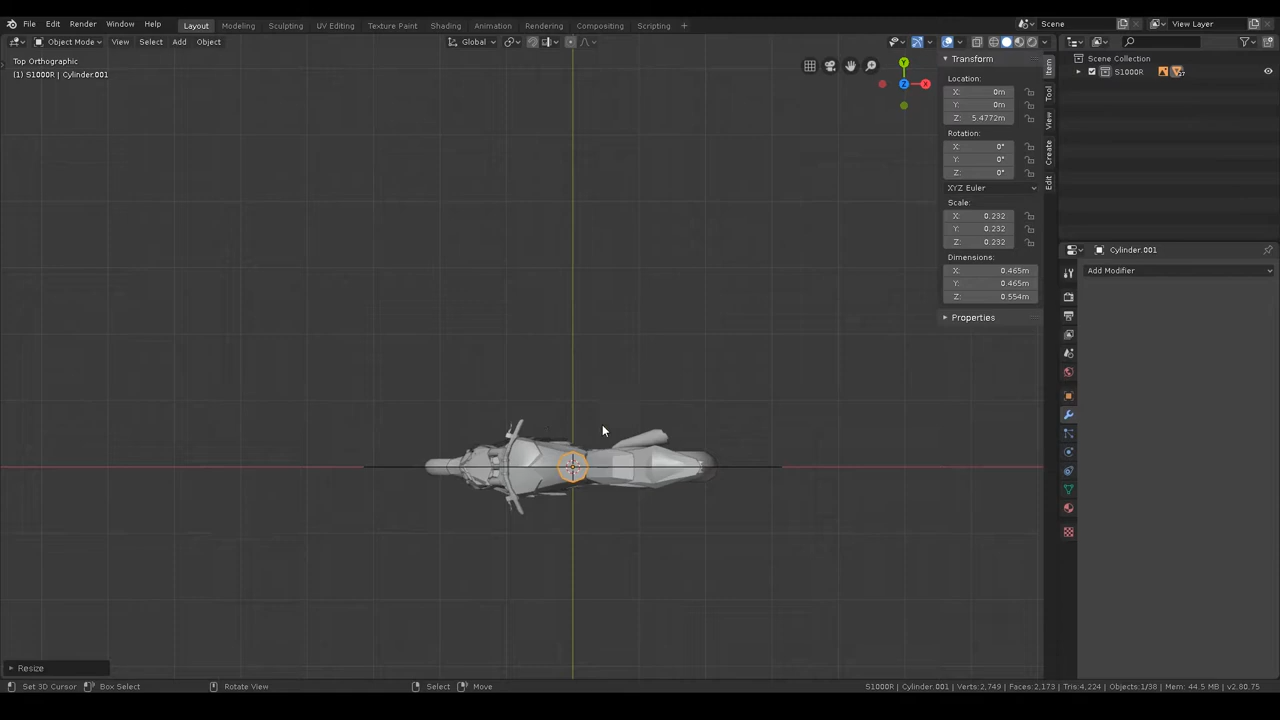 File Edit Render Window Help Layout Modeling Sculpting UV Editing Texture Paint Shading Animation Rendering Compositing Scripting + Scene View Layer
Object Mode View Select Add Object Global
Top Orthographic
(1) S1000R | Cylinder.001
Transform
Location:
X: 0m
Y: 0m
Z: 5.4772m
Rotation:
X: 0°
Y: 0°
Z: 0°
XYZ Euler
Scale:
X: 0.232
Y: 0.232
Z: 0.232
Dimensions:
X: 0.465m
Y: 0.465m
Z: 0.554m
Properties
Item
Tool
View
Create
Edit
Y
Z
X
Scene Collection
S1000R
Cylinder.001
Add Modifier
Resize
Set 3D Cursor Box Select Rotate View Select Move S1000R | Cylinder.001 | Verts:2,749 | Faces:2,173 | Tris:4,224 | Objects:1/38 | Mem: 44.5 MB | v2.80.75